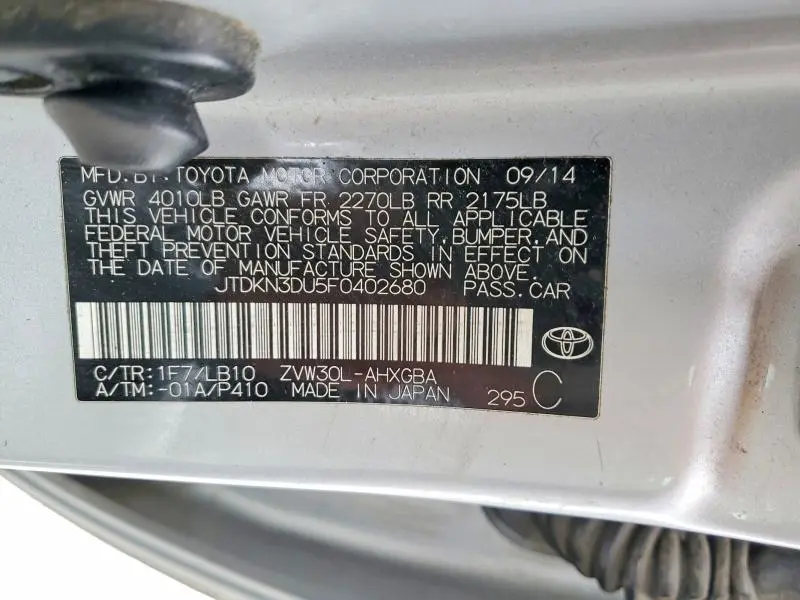 MFD. BY: TOYOTA MOTOR CORPORATION 09/14
GVWR 4010LB GAWR FR 2270LB RR 2175LB
THIS VEHICLE CONFORMS TO ALL APPLICABLE
FEDERAL MOTOR VEHICLE SAFETY, BUMPER, AND
THEFT PREVENTION STANDARDS IN EFFECT ON
THE DATE OF MANUFACTURE SHOWN ABOVE.
JTDKN3DU5F0402680 PASS. CAR
C/TR: 1F7/LB10 ZVW30L-AHXGBA
A/TM: -01A/P410 MADE IN JAPAN 295 C